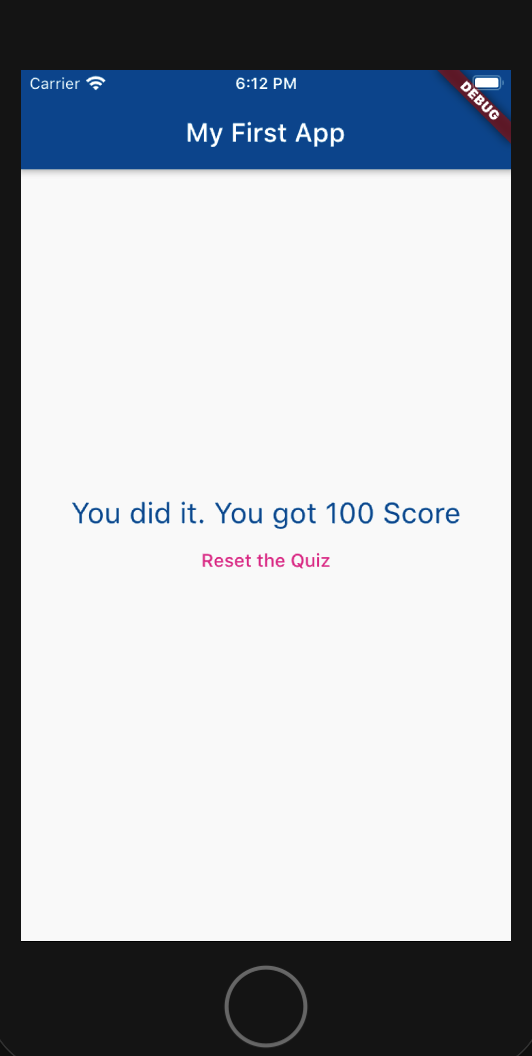 Carrier
6:12 PM
DEBUG
My First App
You did it. You got 100 Score
Reset the Quiz